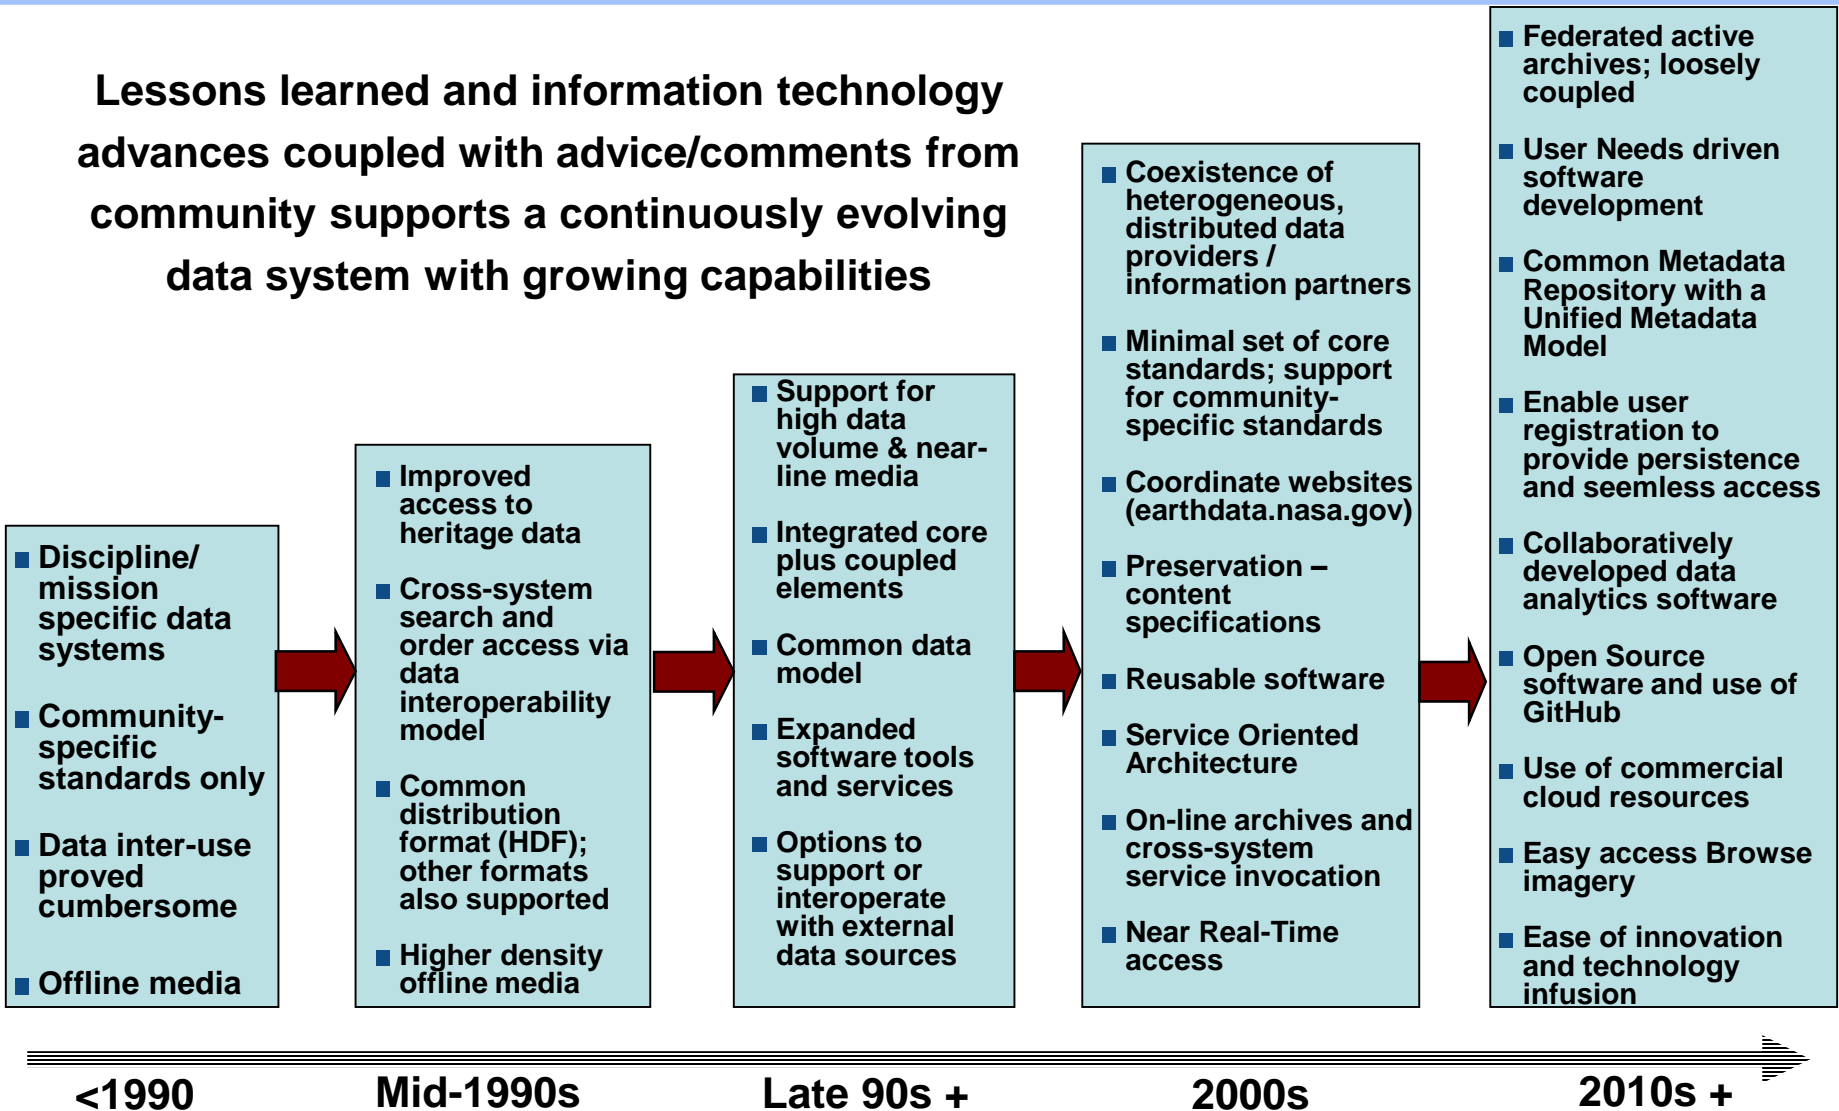 Lessons learned and information technology
advances coupled with advice/comments from
community supports a continuously evolving
data system with growing capabilities
Discipline/
mission
specific data
systems
Community-
specific
standards only
Data inter-use
proved
cumbersome
Offline media
Improved
access to
heritage data
Cross-system
search and
order access via
data
interoperability
model
Common
distribution
format (HDF);
other formats
also supported
Higher density
offline media
Support for
high data
volume & near-
line media
Integrated core
plus coupled
elements
Common data
model
Expanded
software tools
and services
Options to
support or
interoperate
with external
data sources
Coexistence of
heterogeneous,
distributed data
providers /
information partners
Minimal set of core
standards; support
for community-
specific standards
Coordinate websites
(earthdata.nasa.gov)
Preservation –
content
specifications
Reusable software
Service Oriented
Architecture
On-line archives and
cross-system
service invocation
Near Real-Time
access
Federated active
archives; loosely
coupled
User Needs driven
software
development
Common Metadata
Repository with a
Unified Metadata
Model
Enable user
registration to
provide persistence
and seemless access
Collaboratively
developed data
analytics software
Open Source
software and use of
GitHub
Use of commercial
cloud resources
Easy access Browse
imagery
Ease of innovation
and technology
infusion
<1990
Mid-1990s
Late 90s +
2000s
2010s +